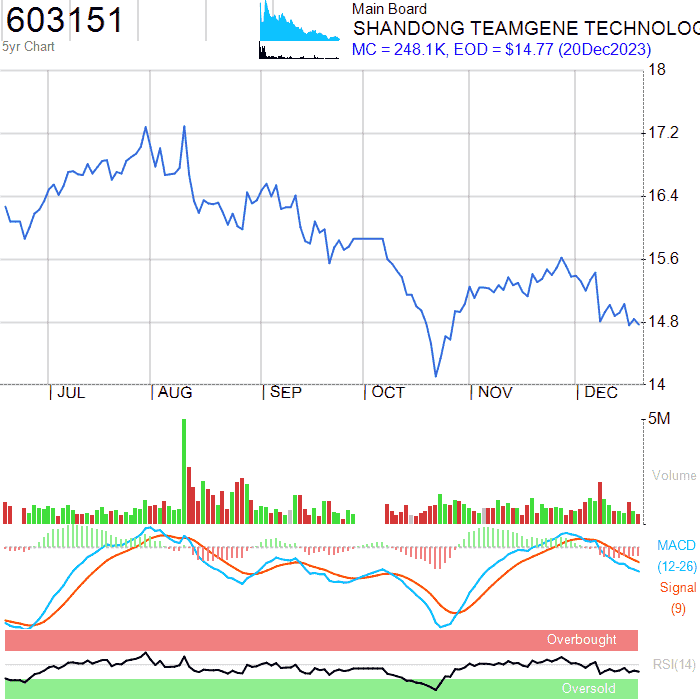 603151
5yr Chart
Main Board
SHANDONG TEAMGENE TECHNOLOG
MC = 248.1K, EOD = $14.77 (20Dec2023)
18
17.2
16.4
15.6
14.8
14
JUL AUG SEP OCT NOV DEC
5M
Volume
MACD
(12-26)
Signal
(9)
Overbought
RSI(14)
Oversold